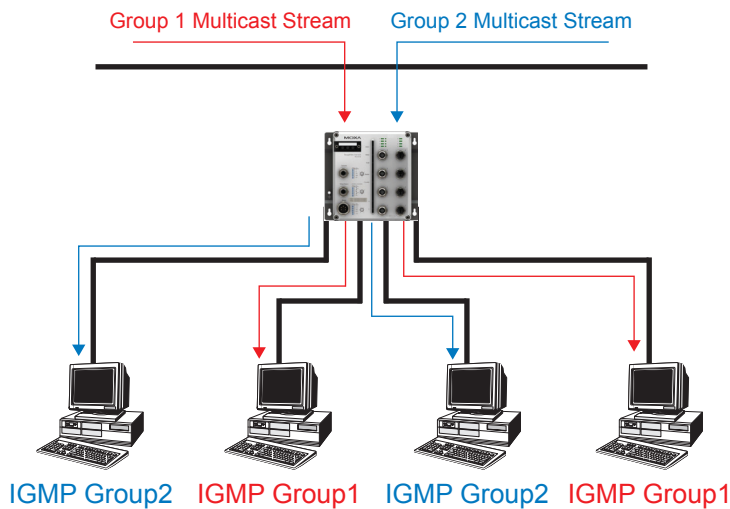 Group 1 Multicast Stream
Group 2 Multicast Stream
MOXA
IGMP Group2
IGMP Group1
IGMP Group2
IGMP Group1